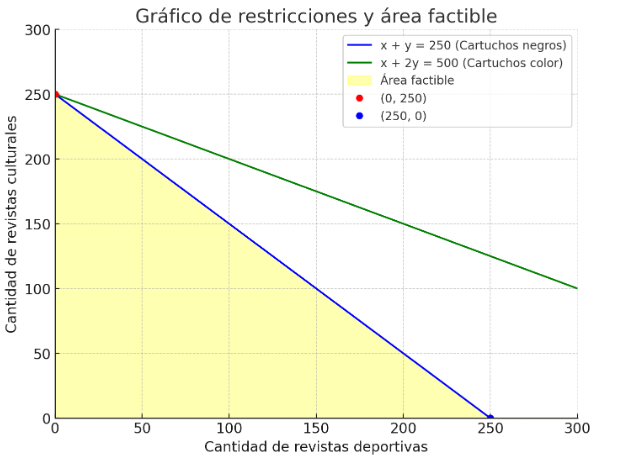 Gráfico de restricciones y área factible
x + y = 250 (Cartuchos negros)
x + 2y = 500 (Cartuchos color)
Área factible
(0, 250)
(250, 0)
Cantidad de revistas culturales
300
250
200
150
100
50
0
0 50 100 150 200 250 300
Cantidad de revistas deportivas